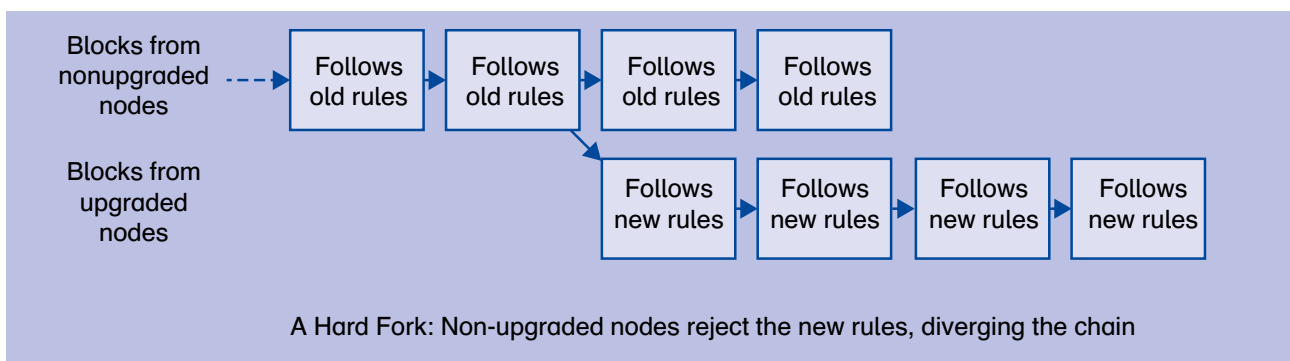 Blocks from
nonupgraded
nodes
Follows
old rules
Follows
old rules
Follows
old rules
Follows
old rules
Blocks from
upgraded
nodes
Follows
new rules
Follows
new rules
Follows
new rules
Follows
new rules
A Hard Fork: Non-upgraded nodes reject the new rules, diverging the chain